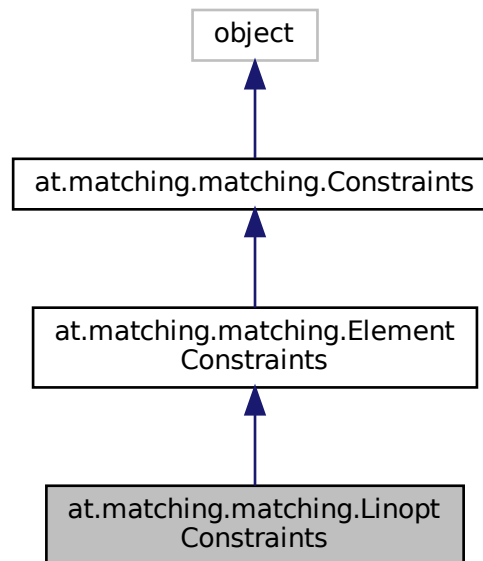 object
at.matching.matching.Constraints
at.matching.matching.Element
Constraints
at.matching.matching.Linopt
Constraints